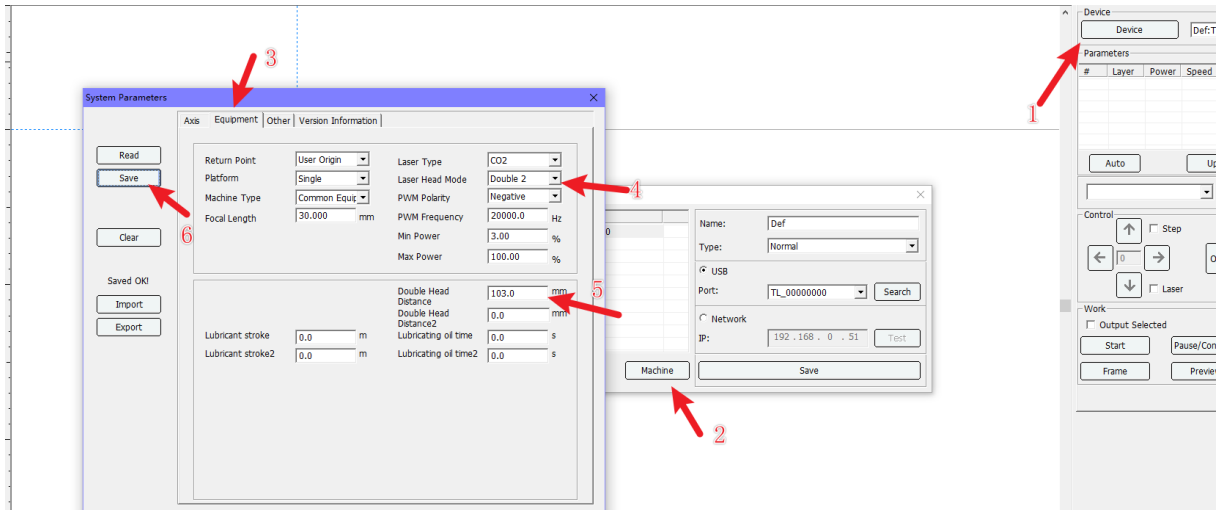 Device
Device
Def:T
Parameters
# Layer Power Speed
1
Auto
Up
Control
Step
0
Laser
Work
Output Selected
Start
Pause/Con
Frame
Preview
3
System Parameters
Axis Equipment Other Version Information
Read
Save
6
Clear
Saved OK!
Import
Export
Return Point User Origin
Platform Single
Machine Type Common Equip
Focal Length 30.000 mm
Laser Type CO2
Laser Head Mode Double 2
4
PWM Polarity Negative
PWM Frequency 20000.0 Hz
Min Power 3.00 %
Max Power 100.00 %
Double Head Distance 103.0 mm
5
Double Head Distance2 0.0 mm
Lubricant stroke 0.0 m
Lubricating oil time 0.0 s
Lubricant stroke2 0.0 m
Lubricating oil time2 0.0 s
0
Name: Def
Type: Normal
USB
Port: TL_00000000 Search
Network
IP: 192 . 168 . 0 . 51 Test
Machine
Save
2